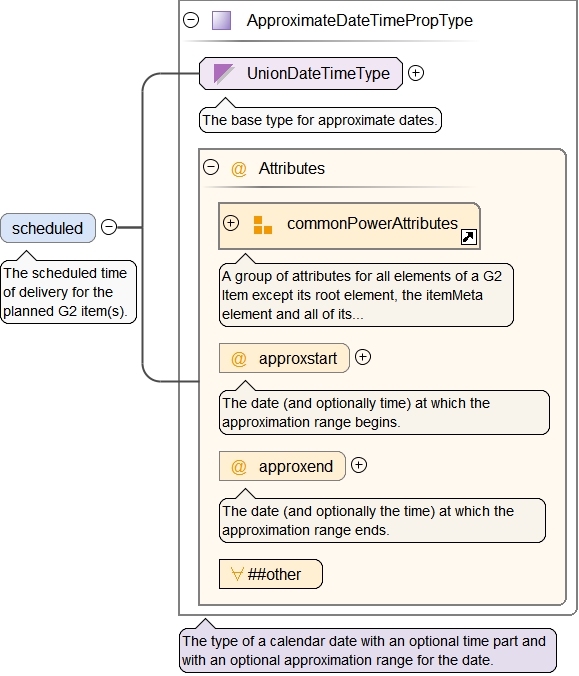 ApproximateDateTimePropType
UnionDateTimeType
The base type for approximate dates.
@ Attributes
commonPowerAttributes
scheduled
The scheduled time
of delivery for the
planned G2 item(s).
A group of attributes for all elements of a G2
Item except its root element, the itemMeta
element and all of its...
@ approxstart
The date (and optionally time) at which the
approximation range begins.
@ approxend
The date (and optionally the time) at which the
approximation range ends.
##other
The type of a calendar date with an optional time part and
with an optional approximation range for the date.